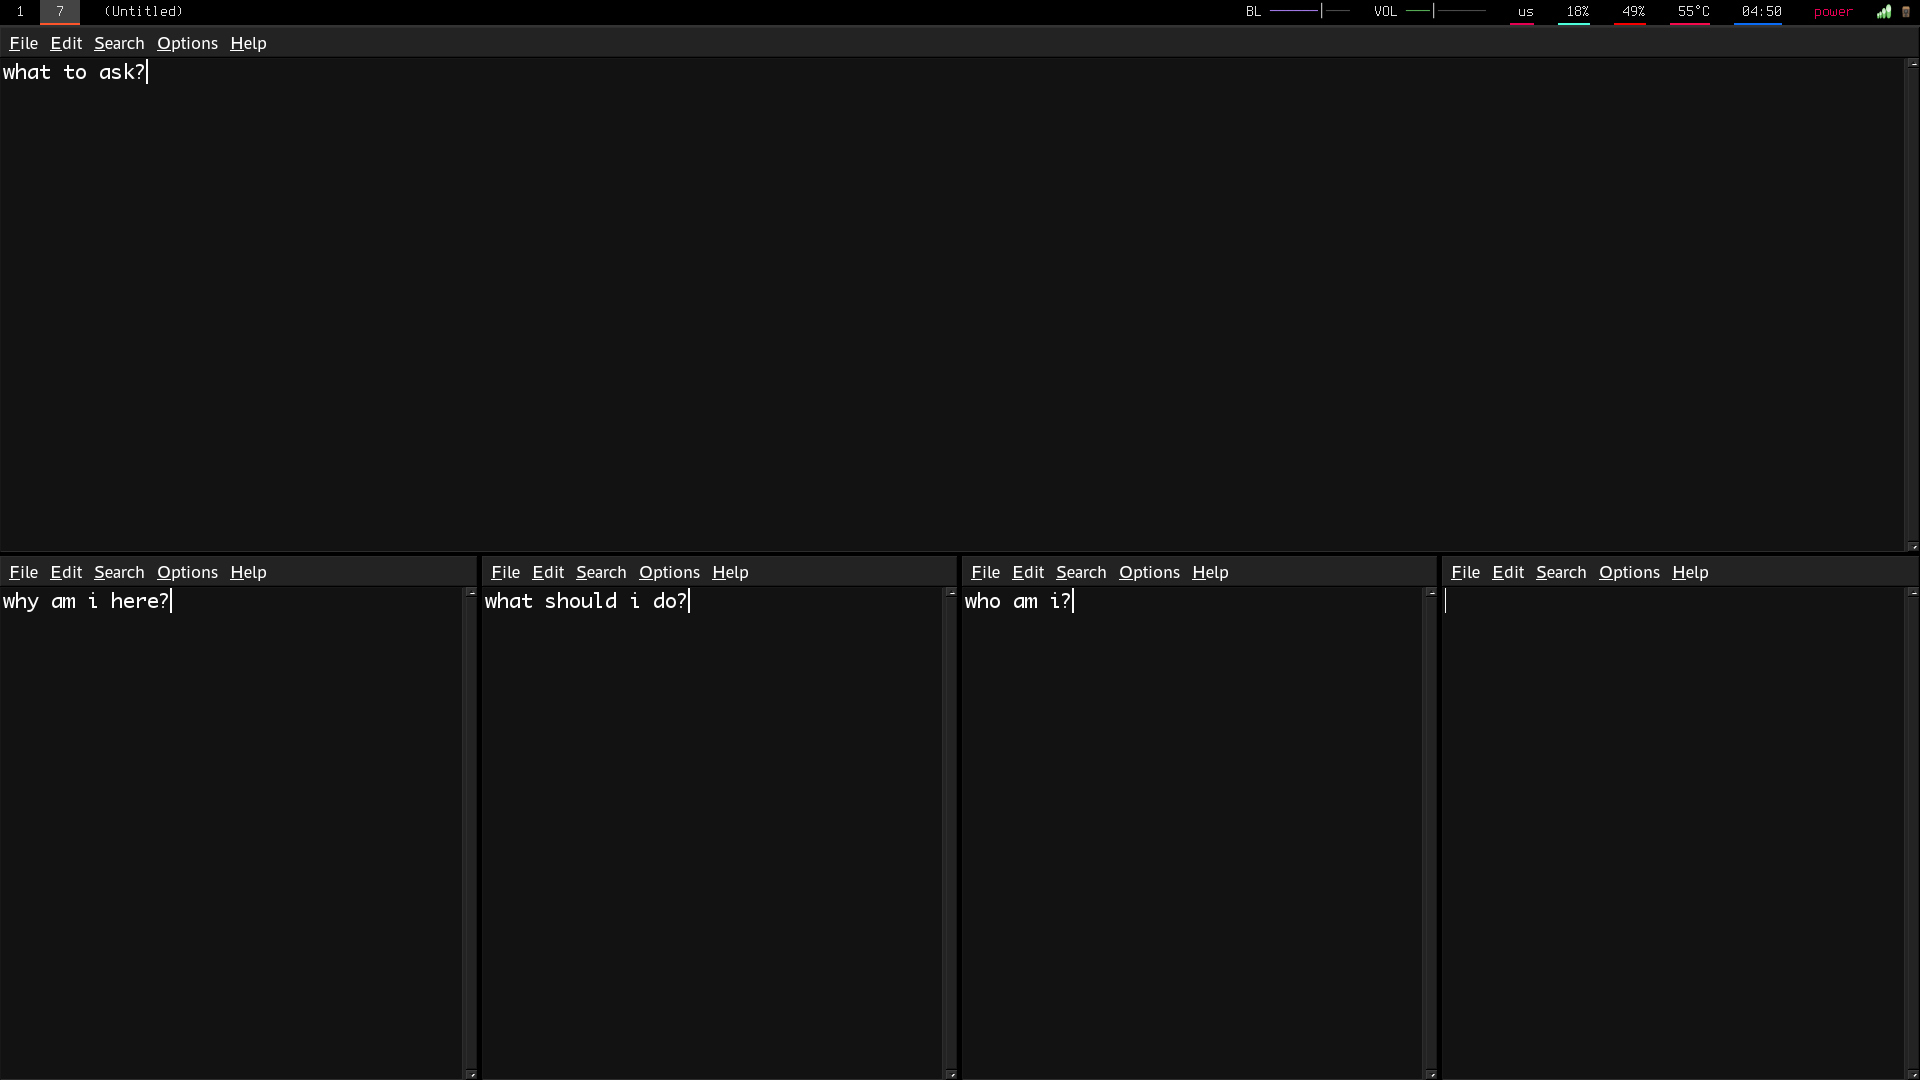 1 7 (Untitled) BL VOL us 18% 49% 55°C 04:50 power
File Edit Search Options Help
what to ask?
File Edit Search Options Help
why am i here?
File Edit Search Options Help
what should i do?
File Edit Search Options Help
who am i?
File Edit Search Options Help